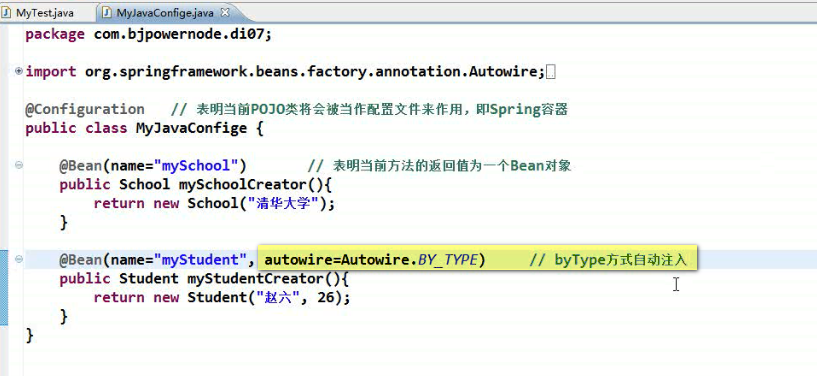 MyTest.java MyJavaConfige.java
package com.bjpowernode.di07;
import org.springframework.beans.factory.annotation.Autowire;
@Configuration // 表明当前POJO类将会被当作配置文件来作用，即Spring容器
public class MyJavaConfige {
@Bean(name="mySchool") // 表明当前方法的返回值为一个Bean对象
public School mySchoolCreator(){
return new School("清华大学");
}
@Bean(name="myStudent", autowire=Autowire.BY_TYPE) // byType方式自动注入
public Student myStudentCreator(){
return new Student("赵六", 26);
}
}